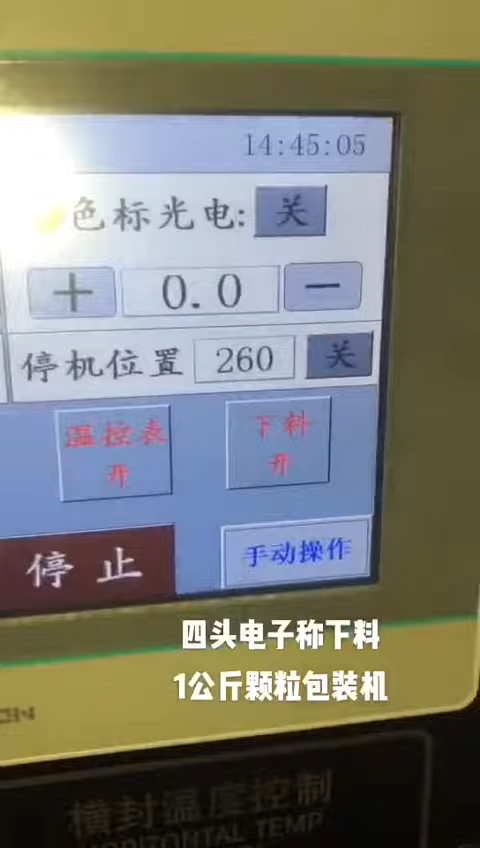 14:45:05
色标光电: 关
+ 0.0 −
停机位置 260 关
温控表 下料
开 开
停止 手动操作
四头电子称下料
1公斤颗粒包装机
横封温度控制
HORIZONTAL TEMP